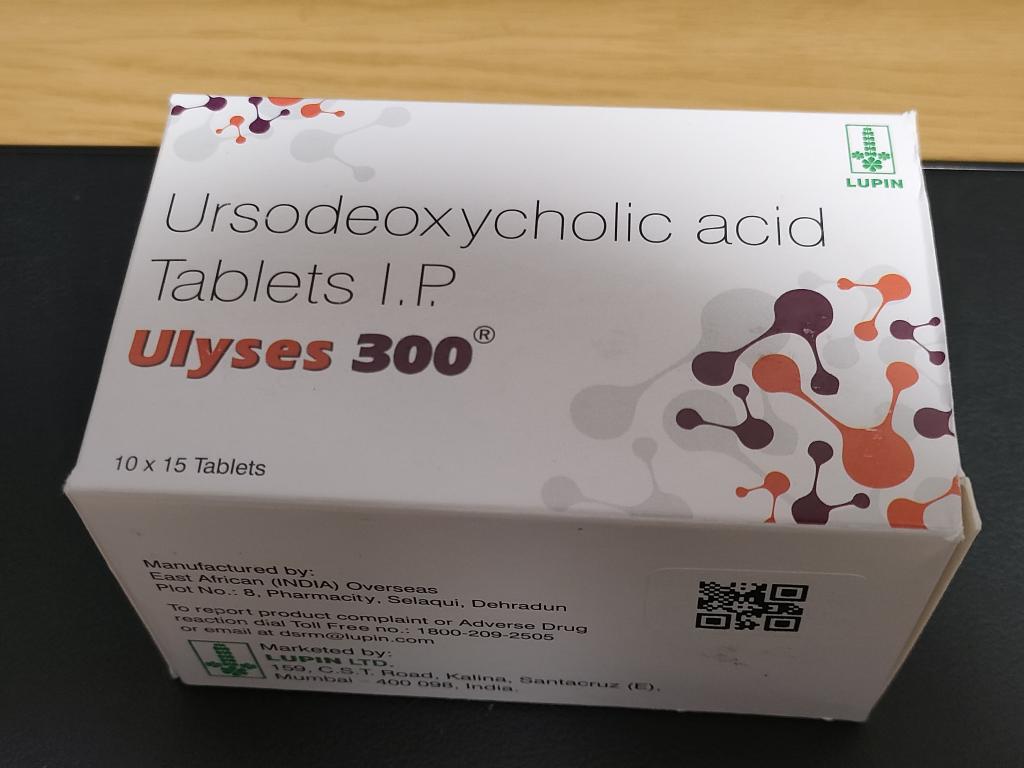 LUPIN
Ursodeoxycholic acid
Tablets I.P.
Ulyses 300®
10 x 15 Tablets
Manufactured by:
East African (INDIA) Overseas
Plot No.: 8, Pharmacity, Selaqui, Dehradun
To report product complaint or Adverse Drug
reaction dial Toll Free no.: 1800-209-2505
or email at dsrm@lupin.com
Marketed by:
LUPIN LTD.
159, C.S.T. Road, Kalina, Santacruz (E),
Mumbai - 400 098, India.